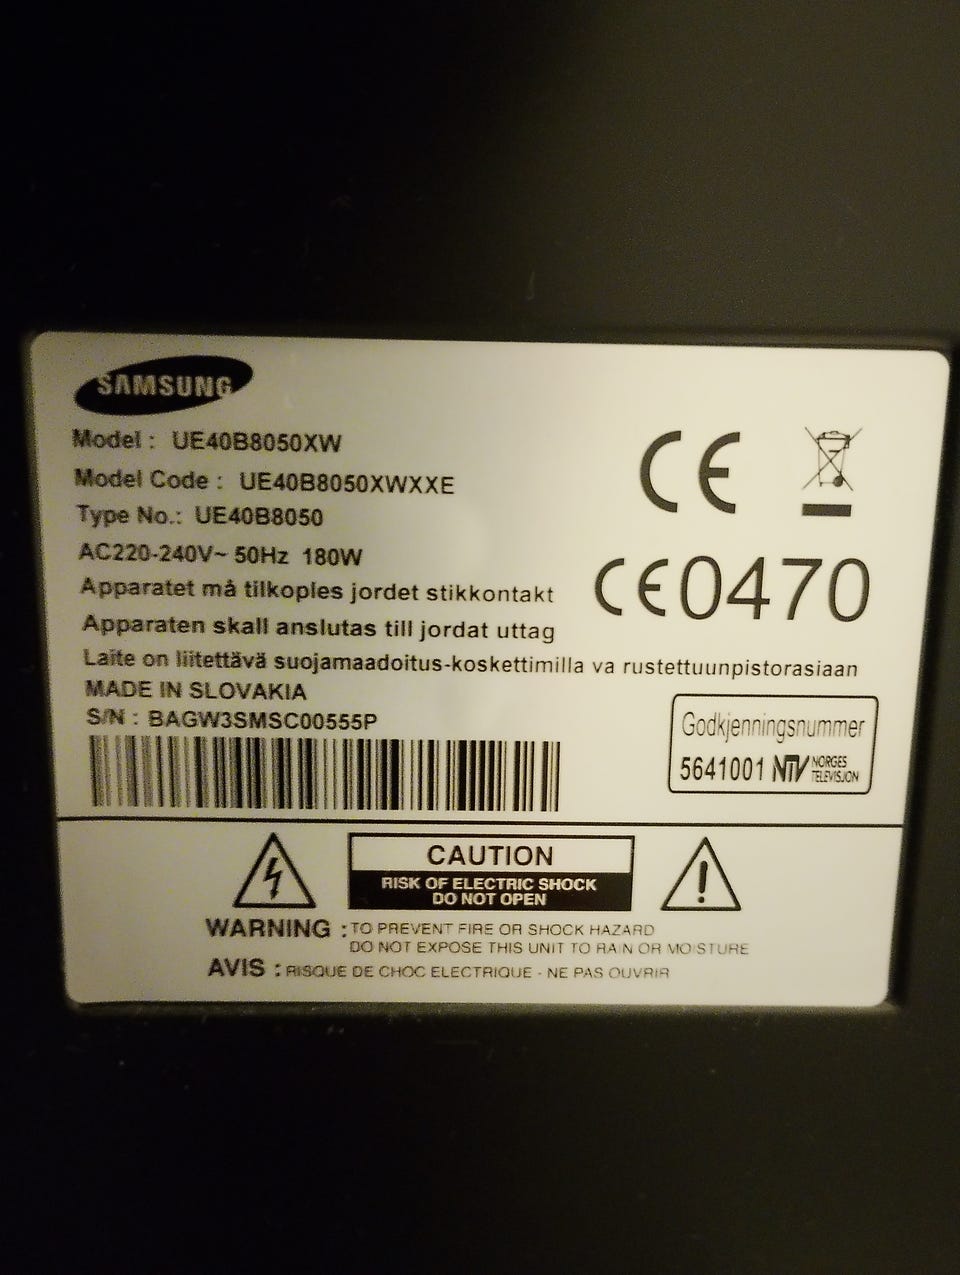 SAMSUNG
Model : UE40B8050XW
Model Code : UE40B8050XWXXE
Type No.: UE40B8050
AC220-240V~ 50Hz 180W
Apparatet må tilkoples jordet stikkontakt
Apparaten skall anslutas till jordat uttag
Laite on liitettävä suojamaadoitus-koskettimilla va rustettuunpistorasiaan
MADE IN SLOVAKIA
S/N : BAGW3SMSC00555P
CE
CE0470
Godkjenningsnummer
5641001 NTV NORGES
TELEVISJON
CAUTION
RISK OF ELECTRIC SHOCK
DO NOT OPEN
WARNING : TO PREVENT FIRE OR SHOCK HAZARD
DO NOT EXPOSE THIS UNIT TO RAIN OR MOISTURE
AVIS : RISQUE DE CHOC ELECTRIQUE - NE PAS OUVRIR